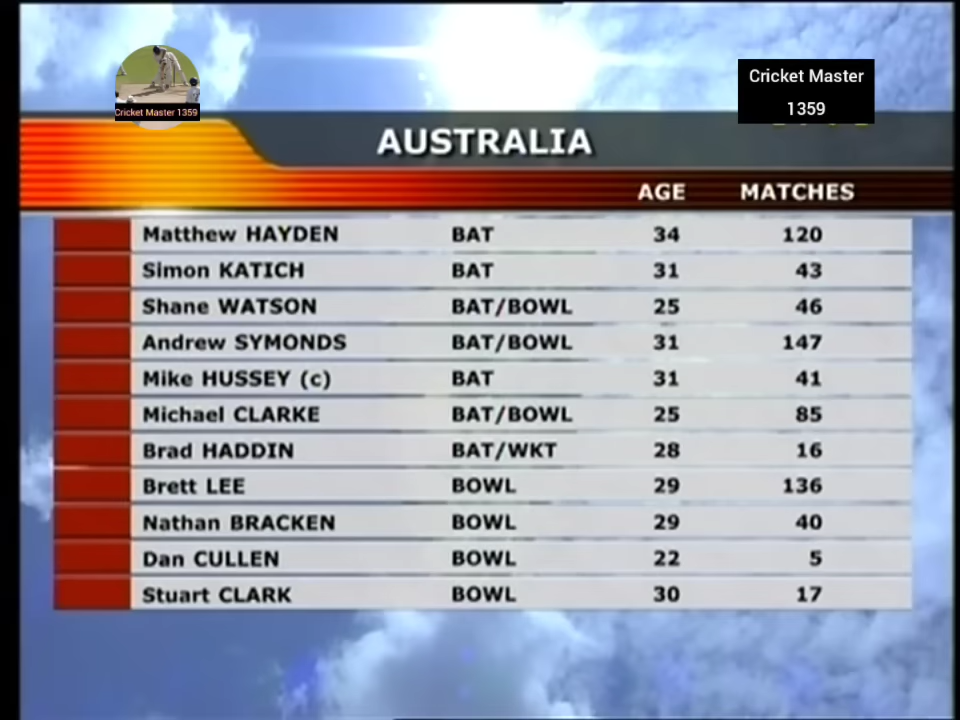 Cricket Master 1359
Cricket Master
1359
AUSTRALIA
AGE MATCHES
Matthew HAYDEN BAT 34 120
Simon KATICH BAT 31 43
Shane WATSON BAT/BOWL 25 46
Andrew SYMONDS BAT/BOWL 31 147
Mike HUSSEY (c) BAT 31 41
Michael CLARKE BAT/BOWL 25 85
Brad HADDIN BAT/WKT 28 16
Brett LEE BOWL 29 136
Nathan BRACKEN BOWL 29 40
Dan CULLEN BOWL 22 5
Stuart CLARK BOWL 30 17